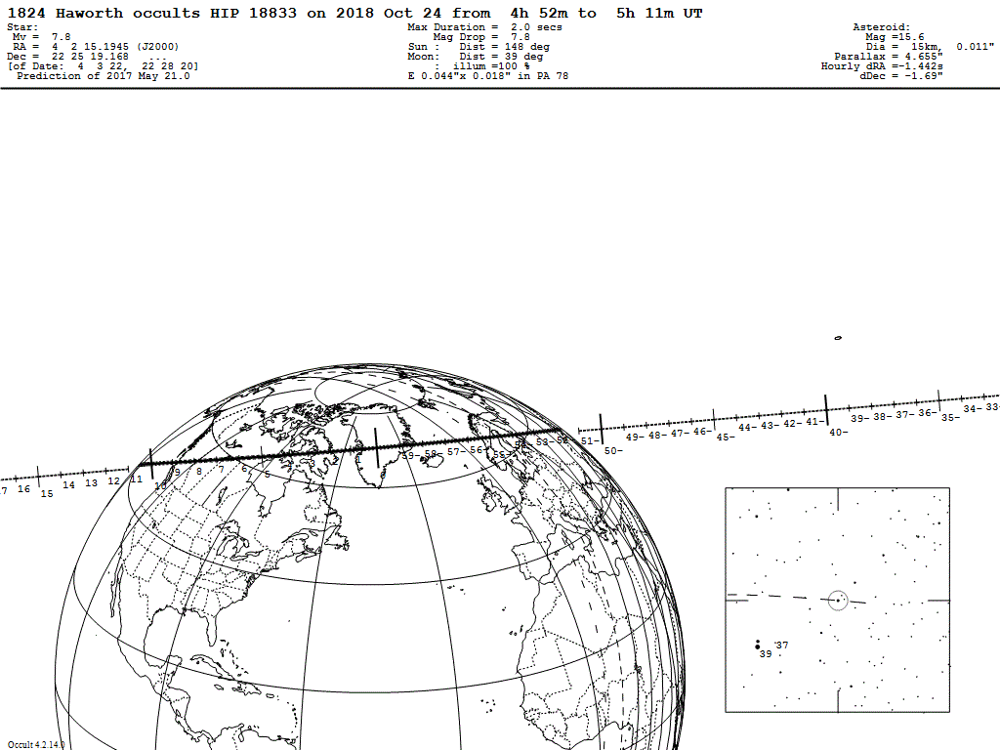 1824 Haworth occults HIP 18833 on 2018 Oct 24 from  4h 52m to  5h 11m UT
Star:
Mv =  7.8
RA =  4  2 15.1945 (J2000)
Dec =  22 25 19.168   ...
[of Date:  4  3 22,  22 28 20]
Prediction of 2017 May 21.0
Max Duration =  2.0 secs
Mag Drop =  7.8
Sun :   Dist = 148 deg
Moon:   Dist = 39 deg
:  illum =100 %
E 0.044"x 0.018" in PA 78
Asteroid:
Mag =15.6
Dia =  15km,  0.011"
Parallax = 4.655"
Hourly dRA =-1.442s
dDec = -1.69"
16 15 14 13 12 11 10 9 8 7 6 5 3 2 1 0 59- 58- 57- 56- 55- 54- 53- 52- 51- 50- 49- 48- 47- 46- 45- 44- 43- 42- 41- 40- 39- 38- 37- 36- 35- 34- 33-
'37
39
Occult 4.2.14.0